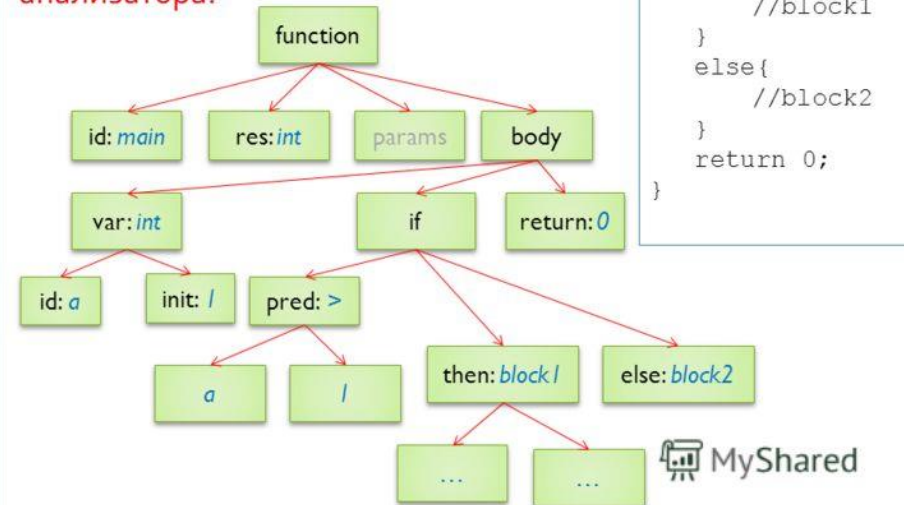 анализатора:
function
id: main
res: int
params
body
var: int
if
return: 0
id: a
init: 1
pred: >
a
1
then: block1
else: block2
...
...
//block1
}
else{
//block2
}
return 0;
}
MyShared